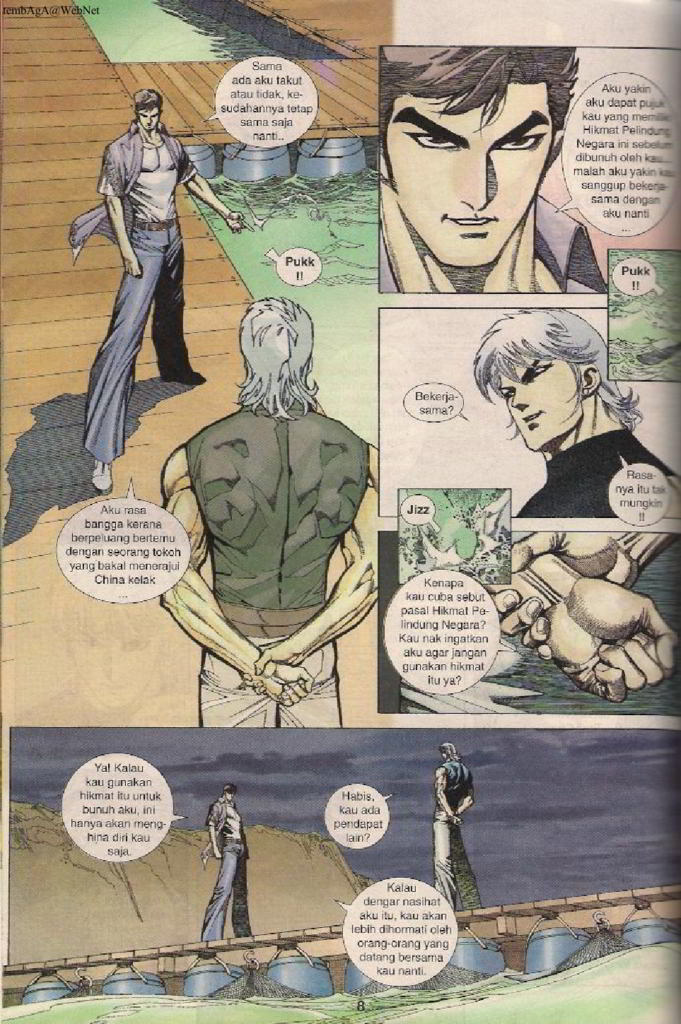 tembAgA@WebNet
Sama
ada aku takut
atau tidak, ke-
sudahannya tetap
sama saja
nanti..
Aku yakin
aku dapat pujuk
kau yang memiliki
Hikmat Pelindung
Negara ini sebelum
dibunuh oleh kau...
malah aku yakin kau
sanggup bekerja-
sama dengan
aku nanti
...
Pukk
!!
Pukk
!!
Bekerja-
sama?
Rasa-
nya itu tak
mungkin
!!
Aku rasa
bangga kerana
berpeluang bertemu
dengan seorang tokoh
yang bakal menerajui
China kelak
...
Jizz
Kenapa
kau cuba sebut
pasal Hikmat Pe-
lindung Negara?
Kau nak ingatkan
aku agar jangan
gunakan hikmat
itu ya?
Ya! Kalau
kau gunakan
hikmat itu untuk
bunuh aku, ini
hanya akan meng-
hina diri kau
saja.
Habis,
kau ada
pendapat
lain?
Kalau
dengar nasihat
aku itu, kau akan
lebih dihormati oleh
orang-orang yang
datang bersama
kau nanti.
8